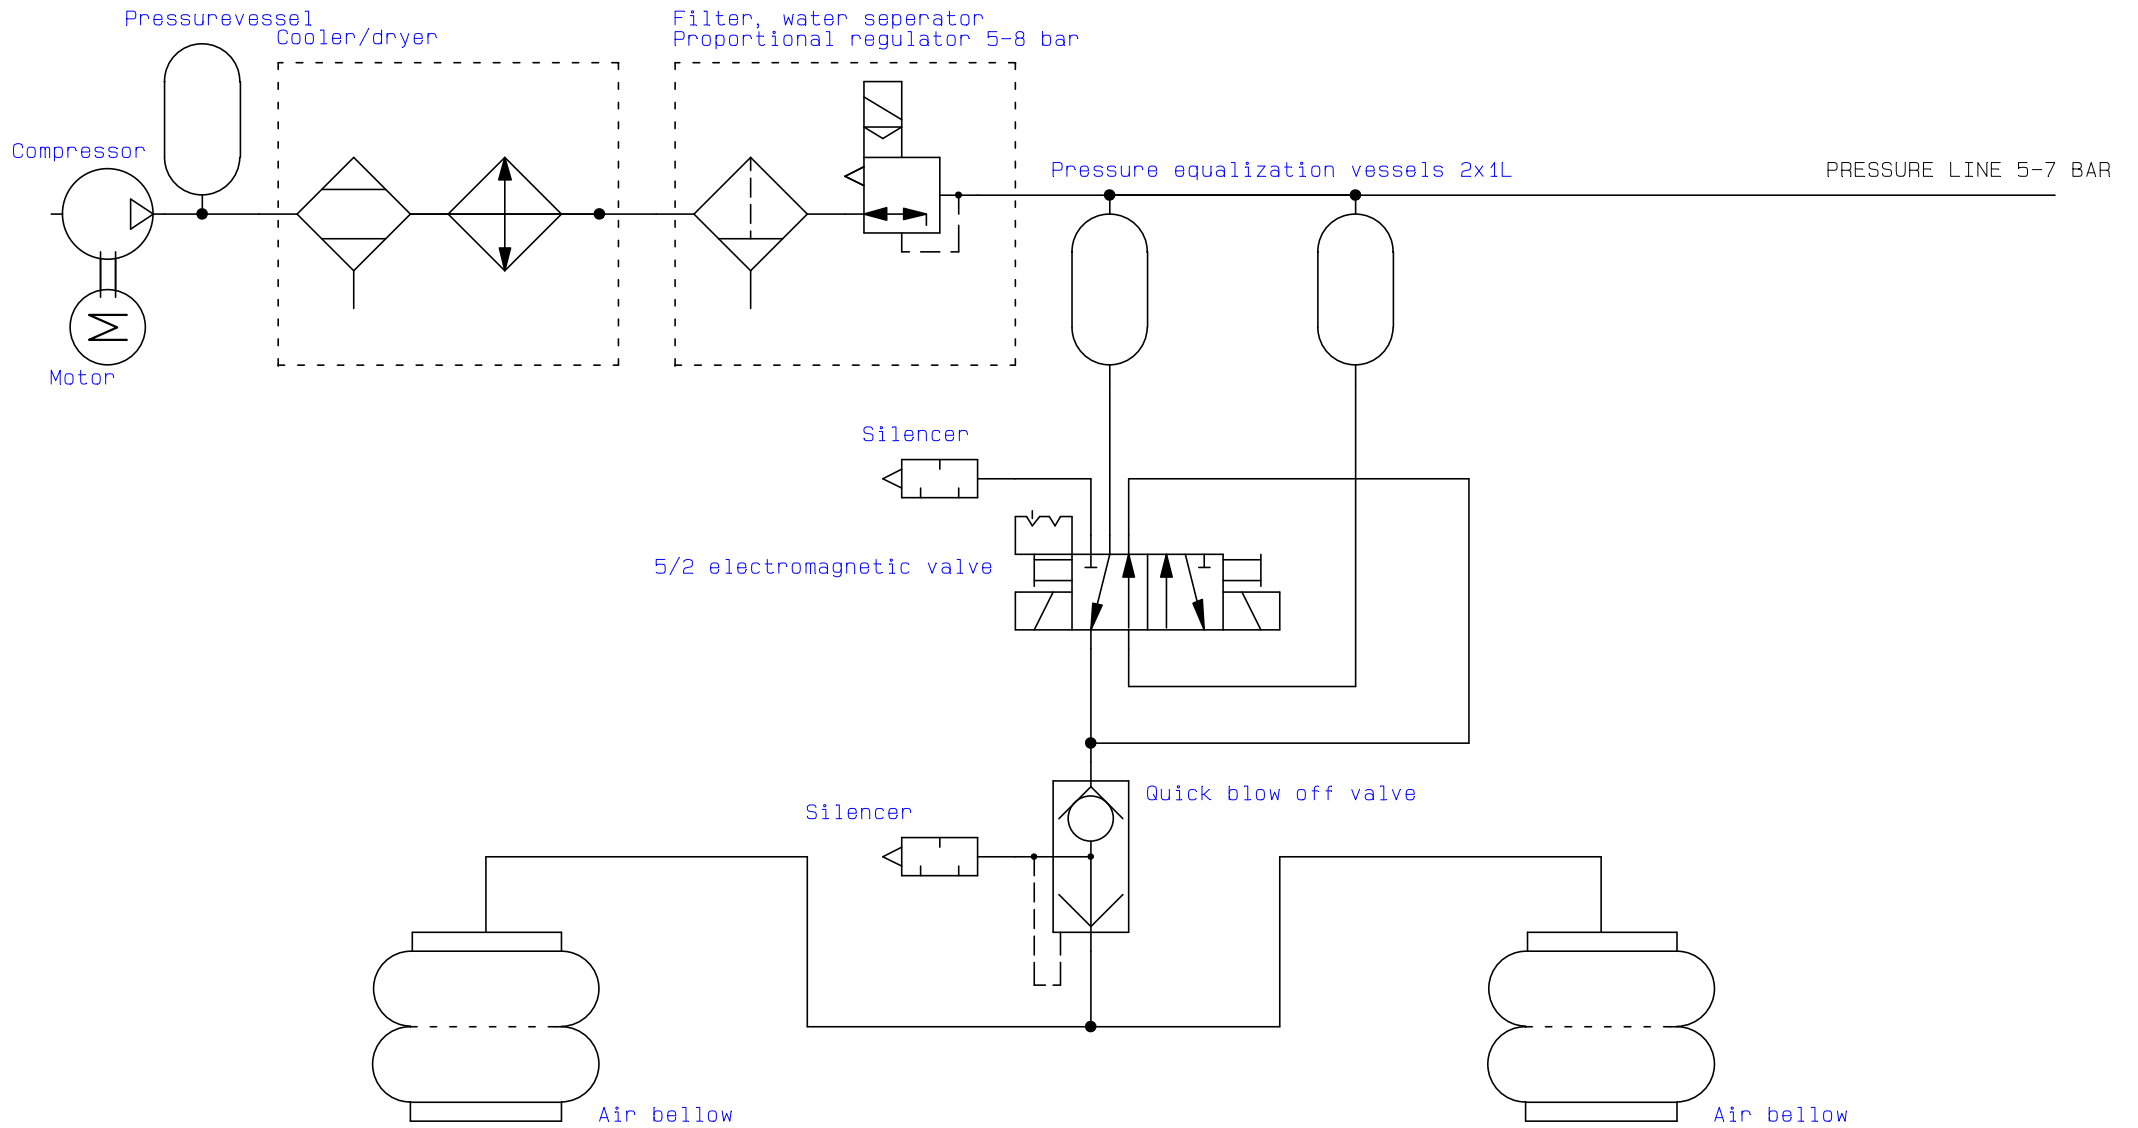 Pressurevessel
Cooler/dryer
Filter, water seperator
Proportional regulator 5-8 bar
Compressor
Pressure equalization vessels 2x1L
PRESSURE LINE 5-7 BAR
M
Motor
Silencer
5/2 electromagnetic valve
Quick blow off valve
Silencer
Air bellow
Air bellow